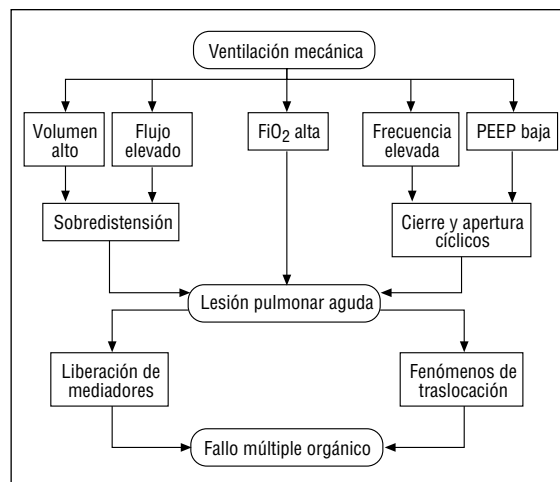 Ventilación mecánica
Volumen
alto
Flujo
elevado
FiO2 alta
Frecuencia
elevada
PEEP baja
Sobredistensión
Cierre y apertura
cíclicos
Lesión pulmonar aguda
Liberación de
mediadores
Fenómenos de
traslocación
Fallo múltiple orgánico